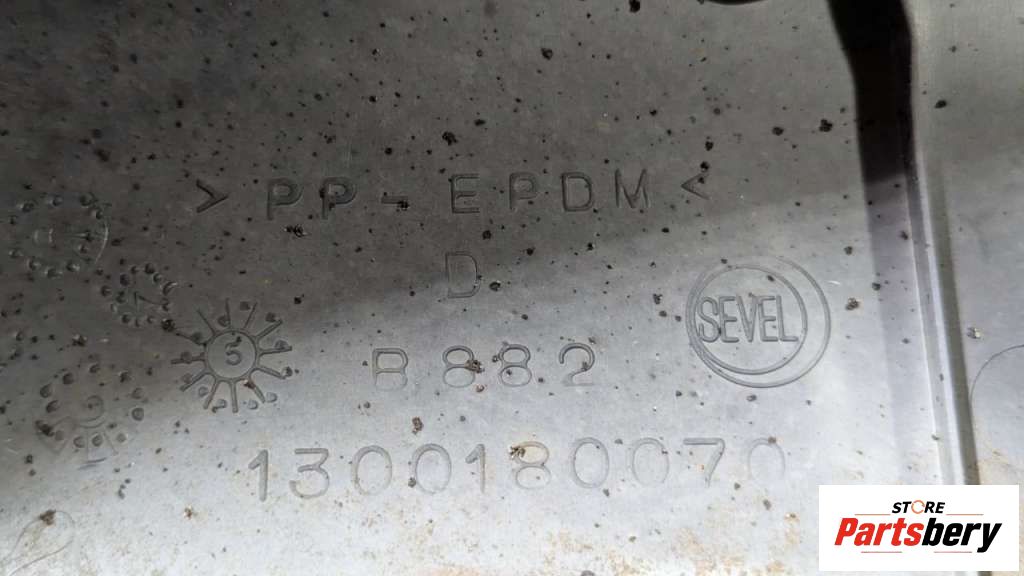 > PP-EPDM <
D
SEVEL
B882
1300180070
STORE
Partsbery